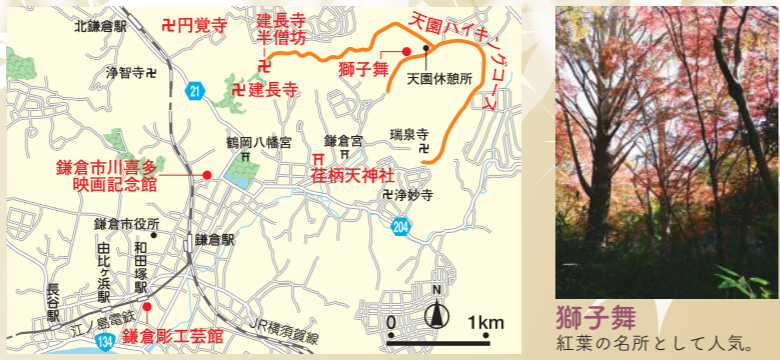 北鎌倉駅
卍円覚寺
建長寺
半僧坊
卍
天園ハイキングコース
浄智寺卍
獅子舞
天園休憩所
21
卍建長寺
鶴岡八幡宮
鎌倉宮
瑞泉寺
卍
鎌倉市川喜多
映画記念館
荏柄天神社
卍浄妙寺
204
鎌倉市役所
鎌倉駅
和田塚駅
由比ヶ浜駅
長谷駅
江ノ島電鉄
鎌倉彫工芸館
134
JR横須賀線
N
0 1km
獅子舞
紅葉の名所として人気。